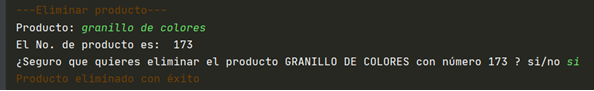 ---Eliminar producto---
Producto: granillo de colores
El No. de producto es:  173
¿Seguro que quieres eliminar el producto GRANILLO DE COLORES con número 173 ? si/no si
Producto eliminado con éxito